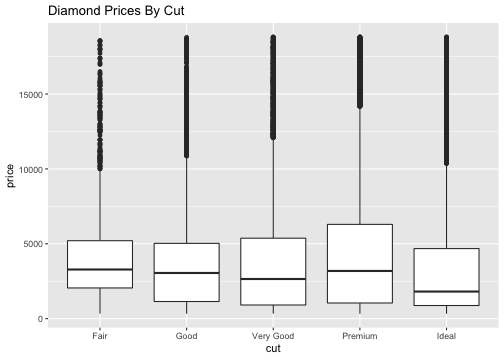 Diamond Prices By Cut
price
15000
10000
5000
0
Fair Good Very Good Premium Ideal
cut